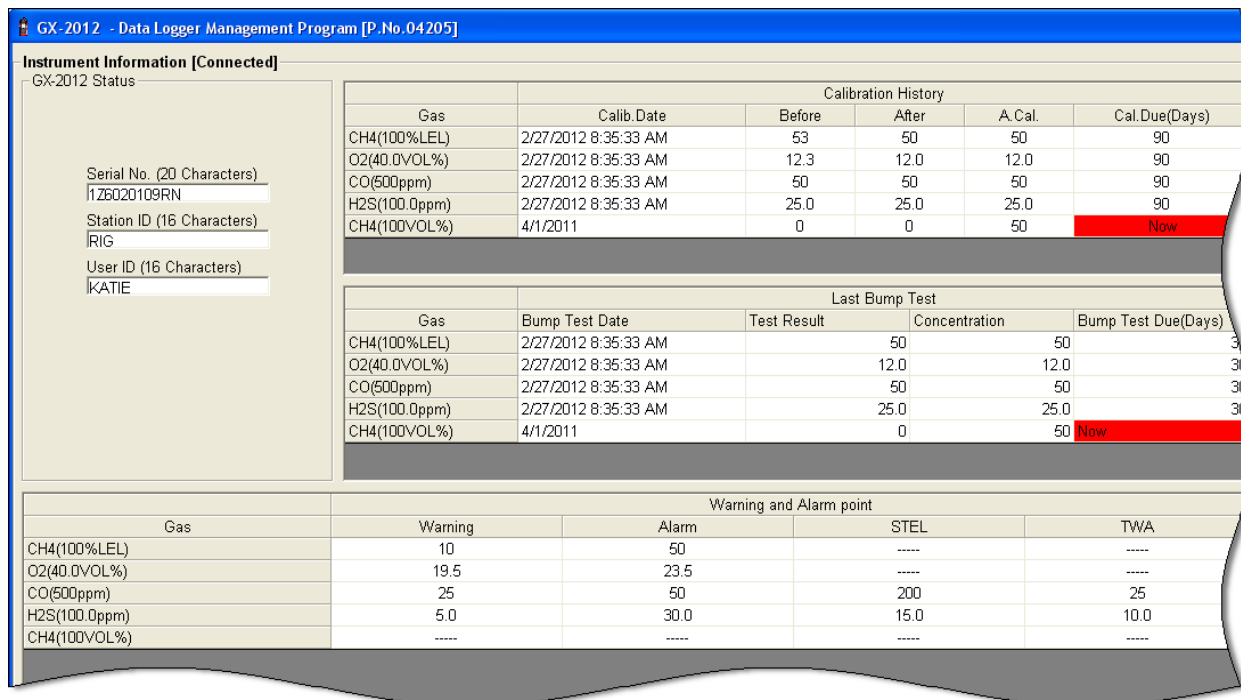 GX-2012 - Data Logger Management Program [P.No.04205]
Instrument Information [Connected]
GX-2012 Status
Serial No. (20 Characters)
1Z6020109RN
Station ID (16 Characters)
RIG
User ID (16 Characters)
KATIE
Calibration History
Gas Calib.Date Before After A.Cal. Cal.Due(Days)
CH4(100%LEL) 2/27/2012 8:35:33 AM 53 50 50 90
O2(40.0VOL%) 2/27/2012 8:35:33 AM 12.3 12.0 12.0 90
CO(500ppm) 2/27/2012 8:35:33 AM 50 50 50 90
H2S(100.0ppm) 2/27/2012 8:35:33 AM 25.0 25.0 25.0 90
CH4(100VOL%) 4/1/2011 0 0 50 Now
Last Bump Test
Gas Bump Test Date Test Result Concentration Bump Test Due(Days)
CH4(100%LEL) 2/27/2012 8:35:33 AM 50 50
O2(40.0VOL%) 2/27/2012 8:35:33 AM 12.0 12.0
CO(500ppm) 2/27/2012 8:35:33 AM 50 50
H2S(100.0ppm) 2/27/2012 8:35:33 AM 25.0 25.0
CH4(100VOL%) 4/1/2011 0 50 Now
Warning and Alarm point
Gas Warning Alarm STEL TWA
CH4(100%LEL) 10 50 ----- -----
O2(40.0VOL%) 19.5 23.5 ----- -----
CO(500ppm) 25 50 200 25
H2S(100.0ppm) 5.0 30.0 15.0 10.0
CH4(100VOL%) ----- ----- ----- -----